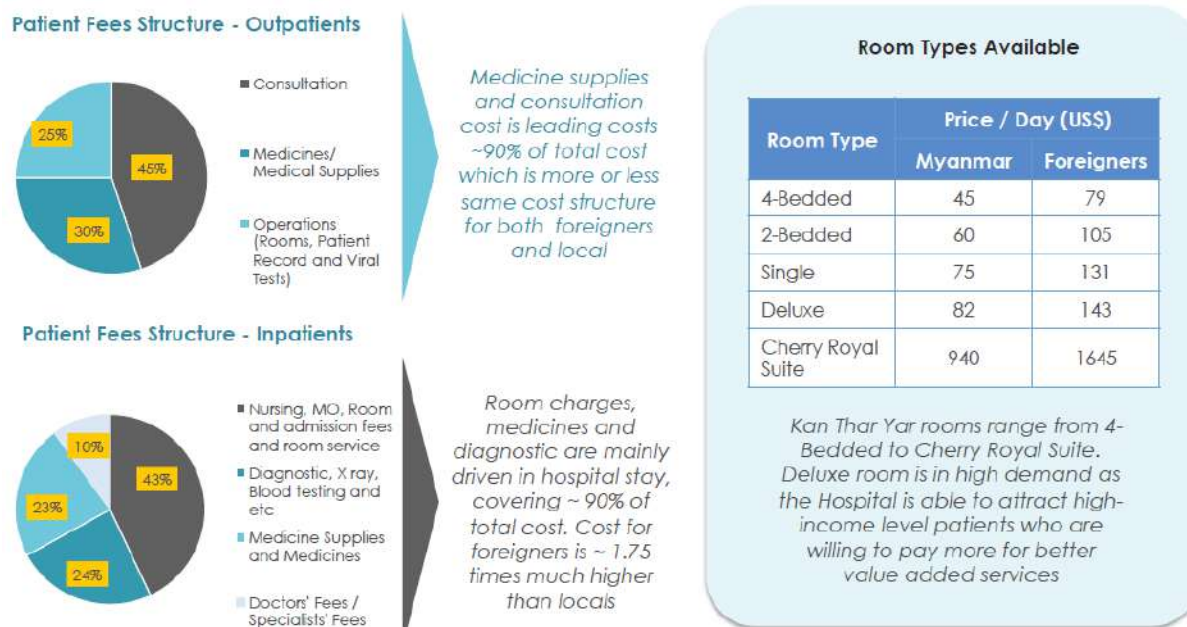 Patient Fees Structure - Outpatients
25%
45%
30%
Consultation
Medicines/
Medical Supplies
Operations
(Rooms, Patient
Record and Viral
Tests)
Medicine supplies
and consultation
cost is leading costs
~90% of total cost
which is more or less
same cost structure
for both foreigners
and local
Patient Fees Structure - Inpatients
10%
43%
23%
24%
Nursing, MO, Room
and admission fees
and room service
Diagnostic, X ray,
Blood testing and
etc
Medicine Supplies
and Medicines
Doctors' Fees /
Specialists' Fees
Room charges,
medicines and
diagnostic are mainly
driven in hospital stay,
covering ~ 90% of
total cost. Cost for
foreigners is ~ 1.75
times much higher
than locals
Room Types Available
Room Type
Price / Day (US$)
Myanmar Foreigners
4-Bedded 45 79
2-Bedded 60 105
Single 75 131
Deluxe 82 143
Cherry Royal
Suite 940 1645
Kan Thar Yar rooms range from 4-
Bedded to Cherry Royal Suite.
Deluxe room is in high demand as
the Hospital is able to attract high-
income level patients who are
willing to pay more for better
value added services